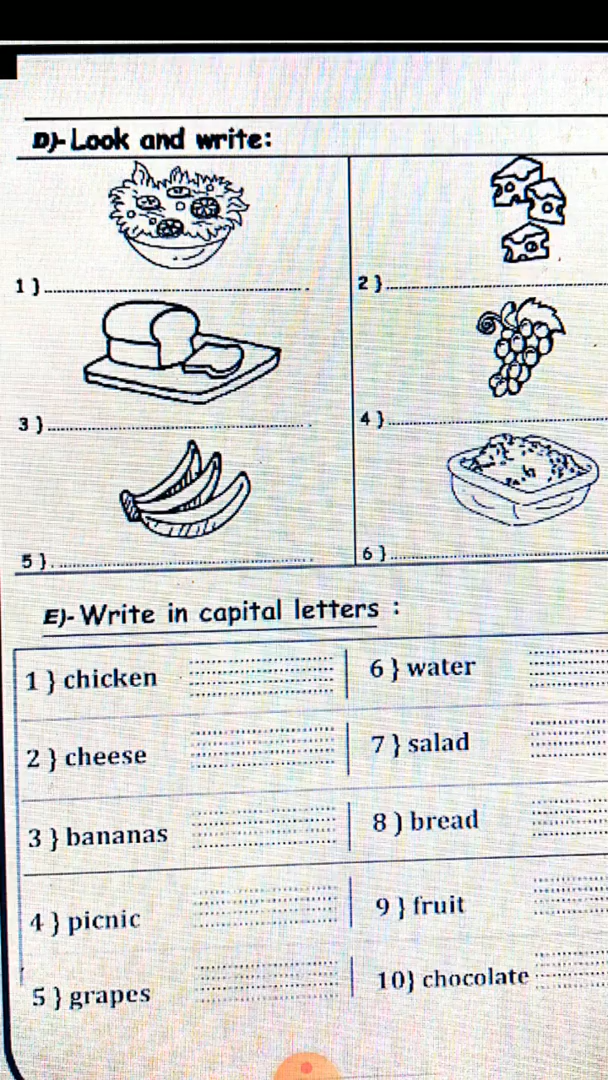 D)- Look and write:
1 }
2 }
3 }
4 }
5 }
6 }
E)- Write in capital letters :
1 } chicken
6 } water
2 } cheese
7 } salad
3 } bananas
8 ) bread
4 } picnic
9 } fruit
5 } grapes
10} chocolate